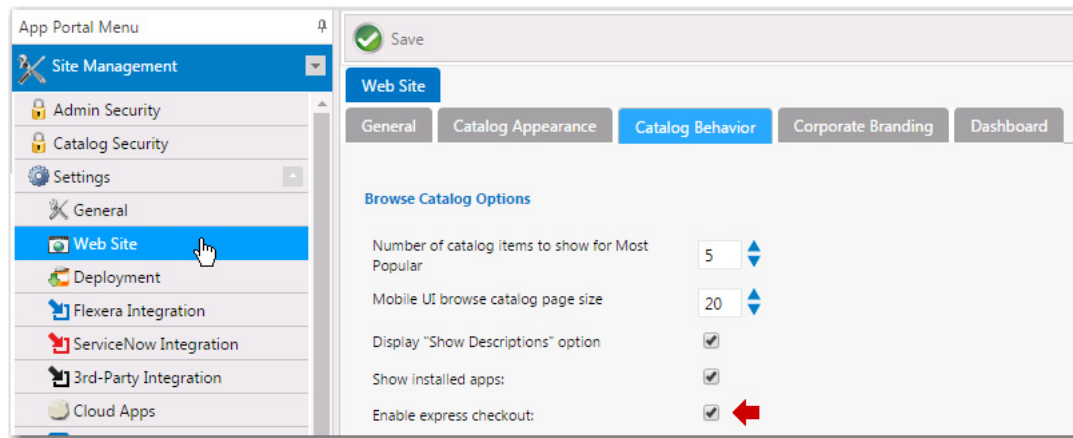 App Portal Menu
Site Management
Admin Security
Catalog Security
Settings
General
Web Site
Deployment
Flexera Integration
ServiceNow Integration
3rd-Party Integration
Cloud Apps
Save
Web Site
General Catalog Appearance Catalog Behavior Corporate Branding Dashboard
Browse Catalog Options
Number of catalog items to show for Most
Popular
5
Mobile UI browse catalog page size 20
Display "Show Descriptions" option
Show installed apps:
Enable express checkout: